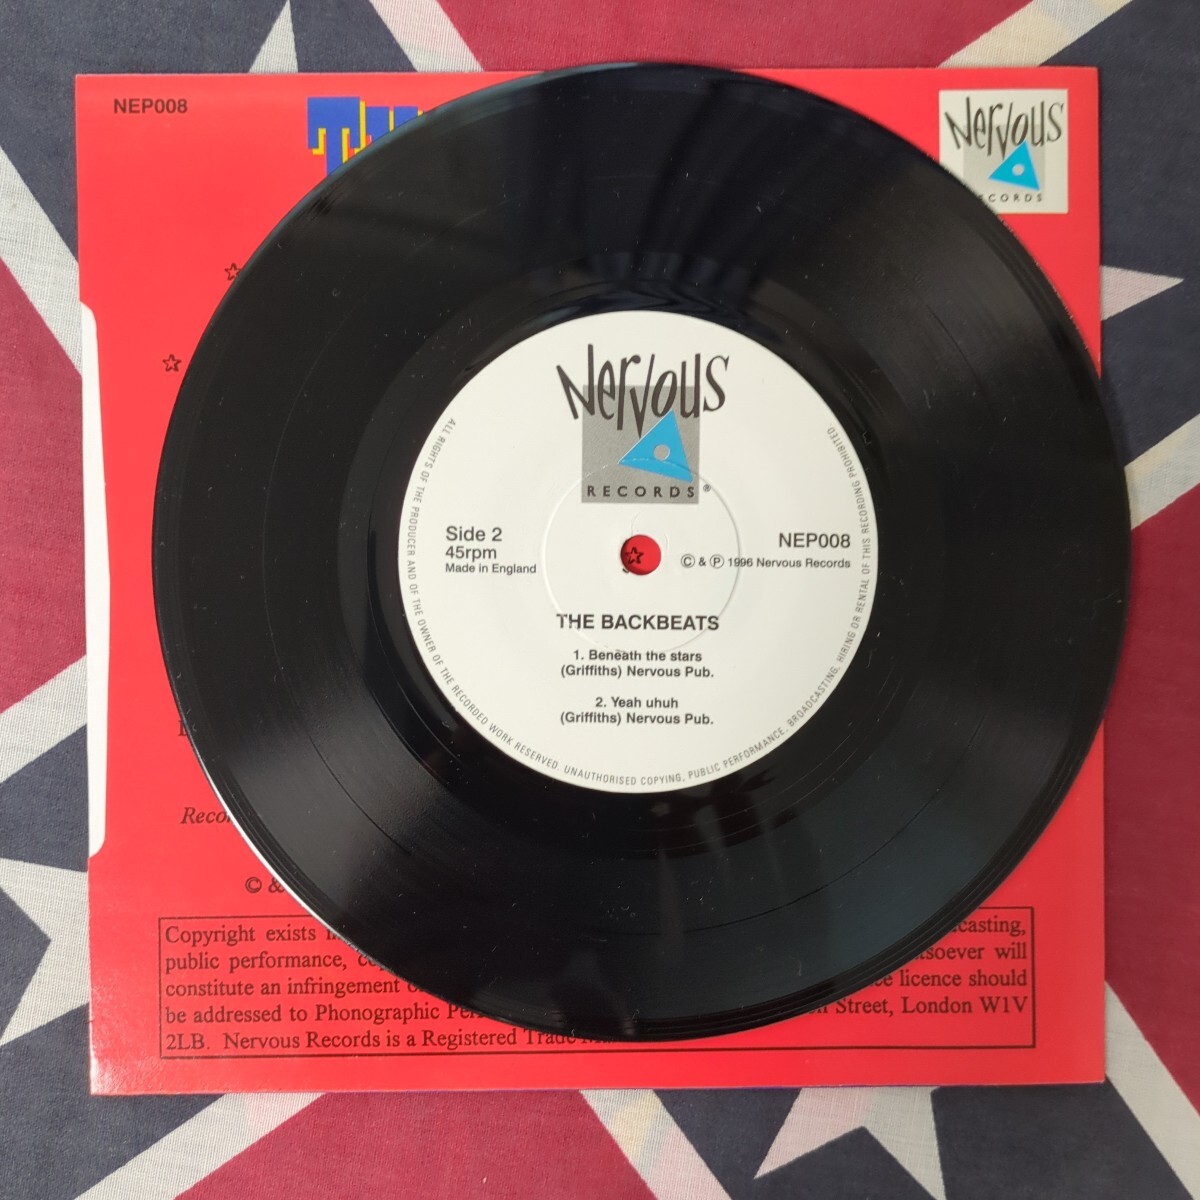 NEP008
Nervous
RECORDS
Nervous
RECORDS®
Side 2
45rpm
Made in England
NEP008
© & ℗ 1996 Nervous Records
THE BACKBEATS
1. Beneath the stars
(Griffiths) Nervous Pub.
2. Yeah uhuh
(Griffiths) Nervous Pub.
ALL RIGHTS OF THE PRODUCER AND OF THE OWNER OF THE RECORDED WORK RESERVED. UNAUTHORISED COPYING, PUBLIC PERFORMANCE, BROADCASTING, HIRING OR RENTAL OF THIS RECORDING PROHIBITED.
© &
Copyright exists
public performance,
constitute an infringement licence should
be addressed to Phonographic Street, London W1V
2LB. Nervous Records is a Registered Trade
will